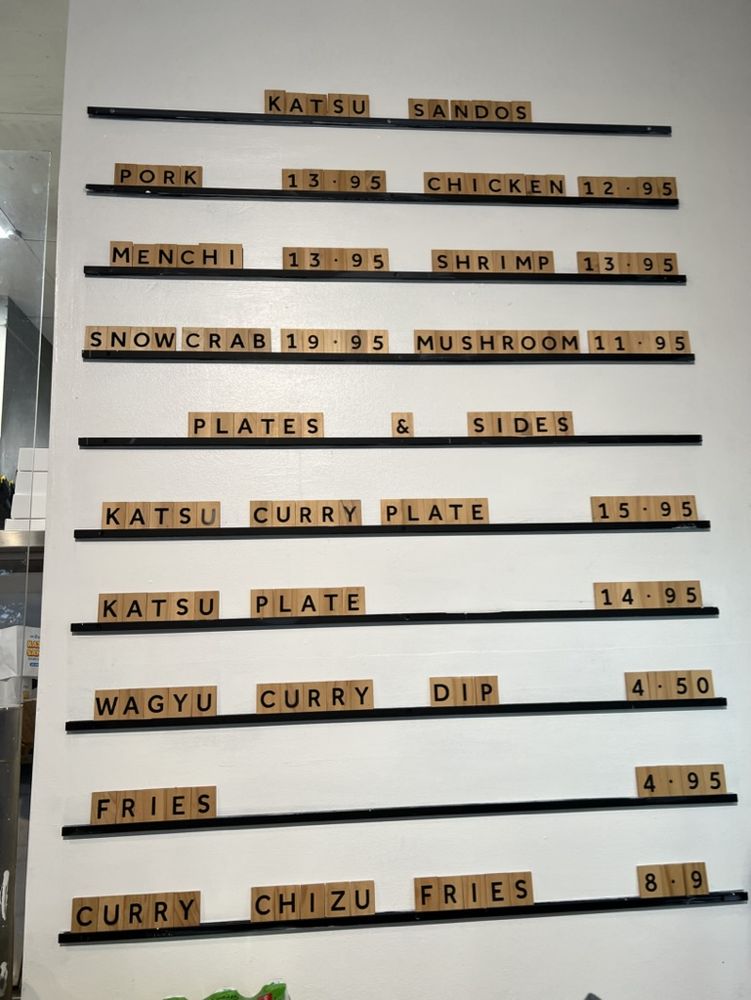 KATSU SANDOS
PORK 13.95 CHICKEN 12.95
MENCHI 13.95 SHRIMP 13.95
SNOW CRAB 19.95 MUSHROOM 11.95
PLATES & SIDES
KATSU CURRY PLATE 15.95
KATSU PLATE 14.95
WAGYU CURRY DIP 4.50
FRIES 4.95
CURRY CHIZU FRIES 8.9